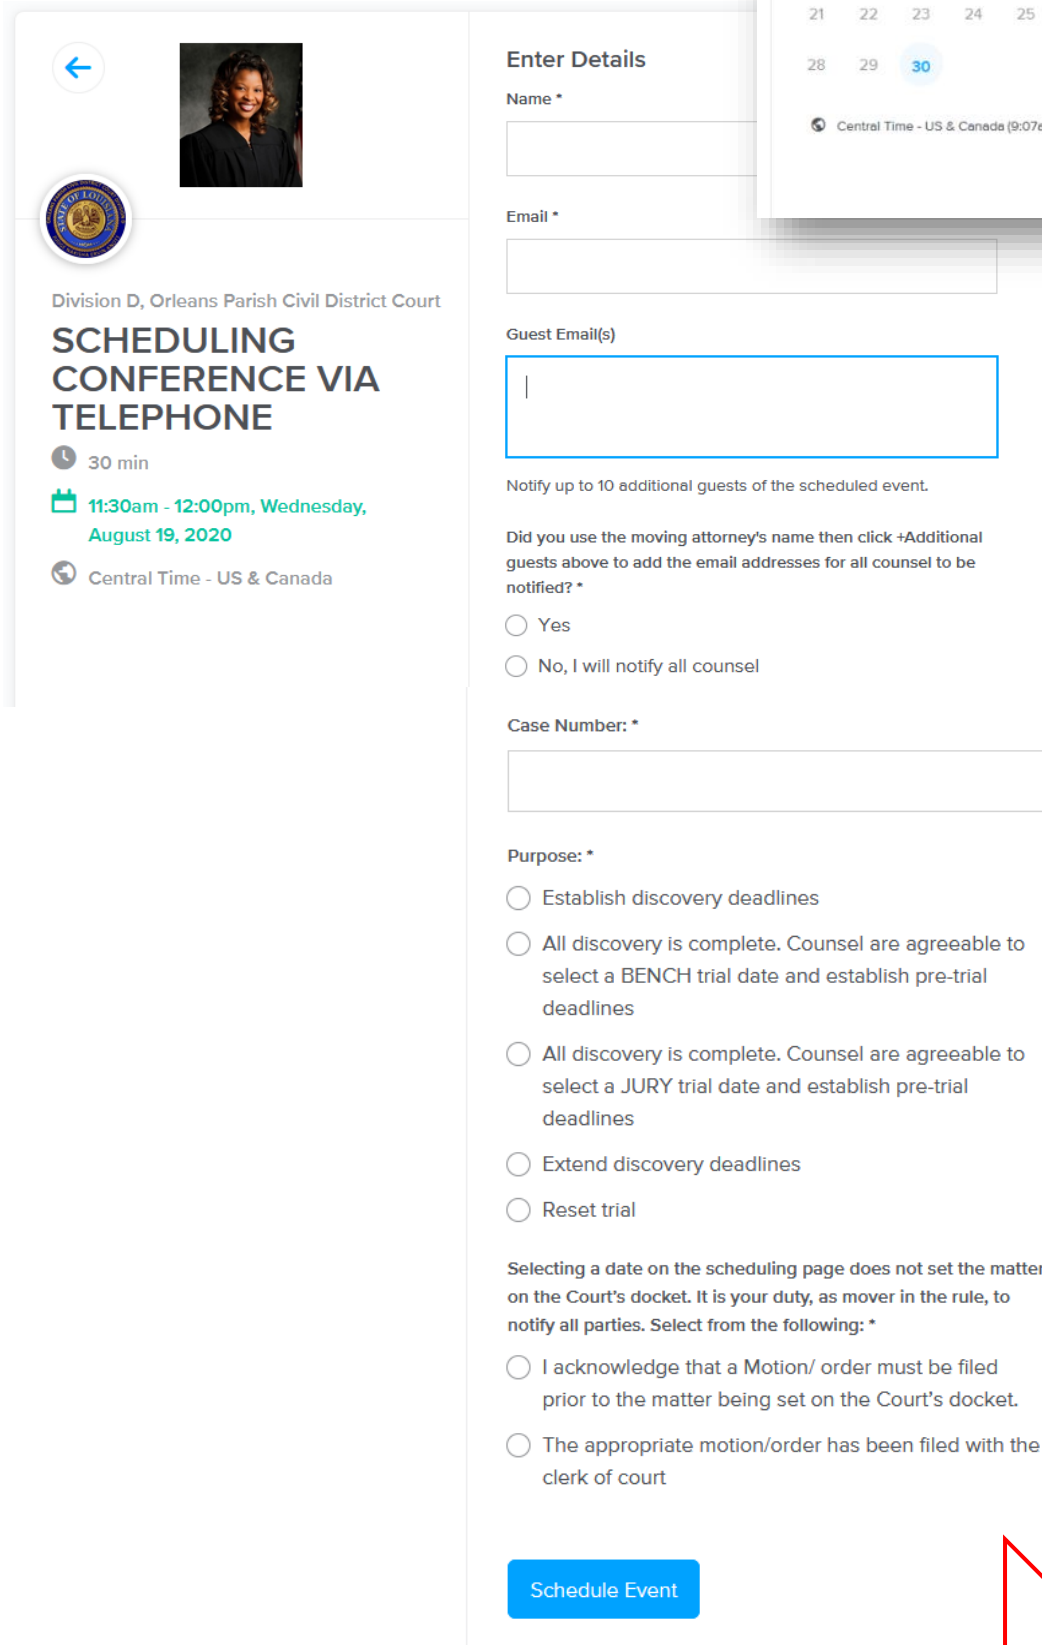 21 22 23 24 25
28 29 30
Central Time - US & Canada (9:07a
STATE OF LOUISIANA
Division D, Orleans Parish Civil District Court
SCHEDULING
CONFERENCE VIA
TELEPHONE
30 min
11:30am - 12:00pm, Wednesday,
August 19, 2020
Central Time - US & Canada
Enter Details
Name *
Email *
Guest Email(s)
Notify up to 10 additional guests of the scheduled event.
Did you use the moving attorney's name then click +Additional
guests above to add the email addresses for all counsel to be
notified? *
Yes
No, I will notify all counsel
Case Number: *
Purpose: *
Establish discovery deadlines
All discovery is complete. Counsel are agreeable to
select a BENCH trial date and establish pre-trial
deadlines
All discovery is complete. Counsel are agreeable to
select a JURY trial date and establish pre-trial
deadlines
Extend discovery deadlines
Reset trial
Selecting a date on the scheduling page does not set the matter
on the Court's docket. It is your duty, as mover in the rule, to
notify all parties. Select from the following: *
I acknowledge that a Motion/ order must be filed
prior to the matter being set on the Court's docket.
The appropriate motion/order has been filed with the
clerk of court
Schedule Event